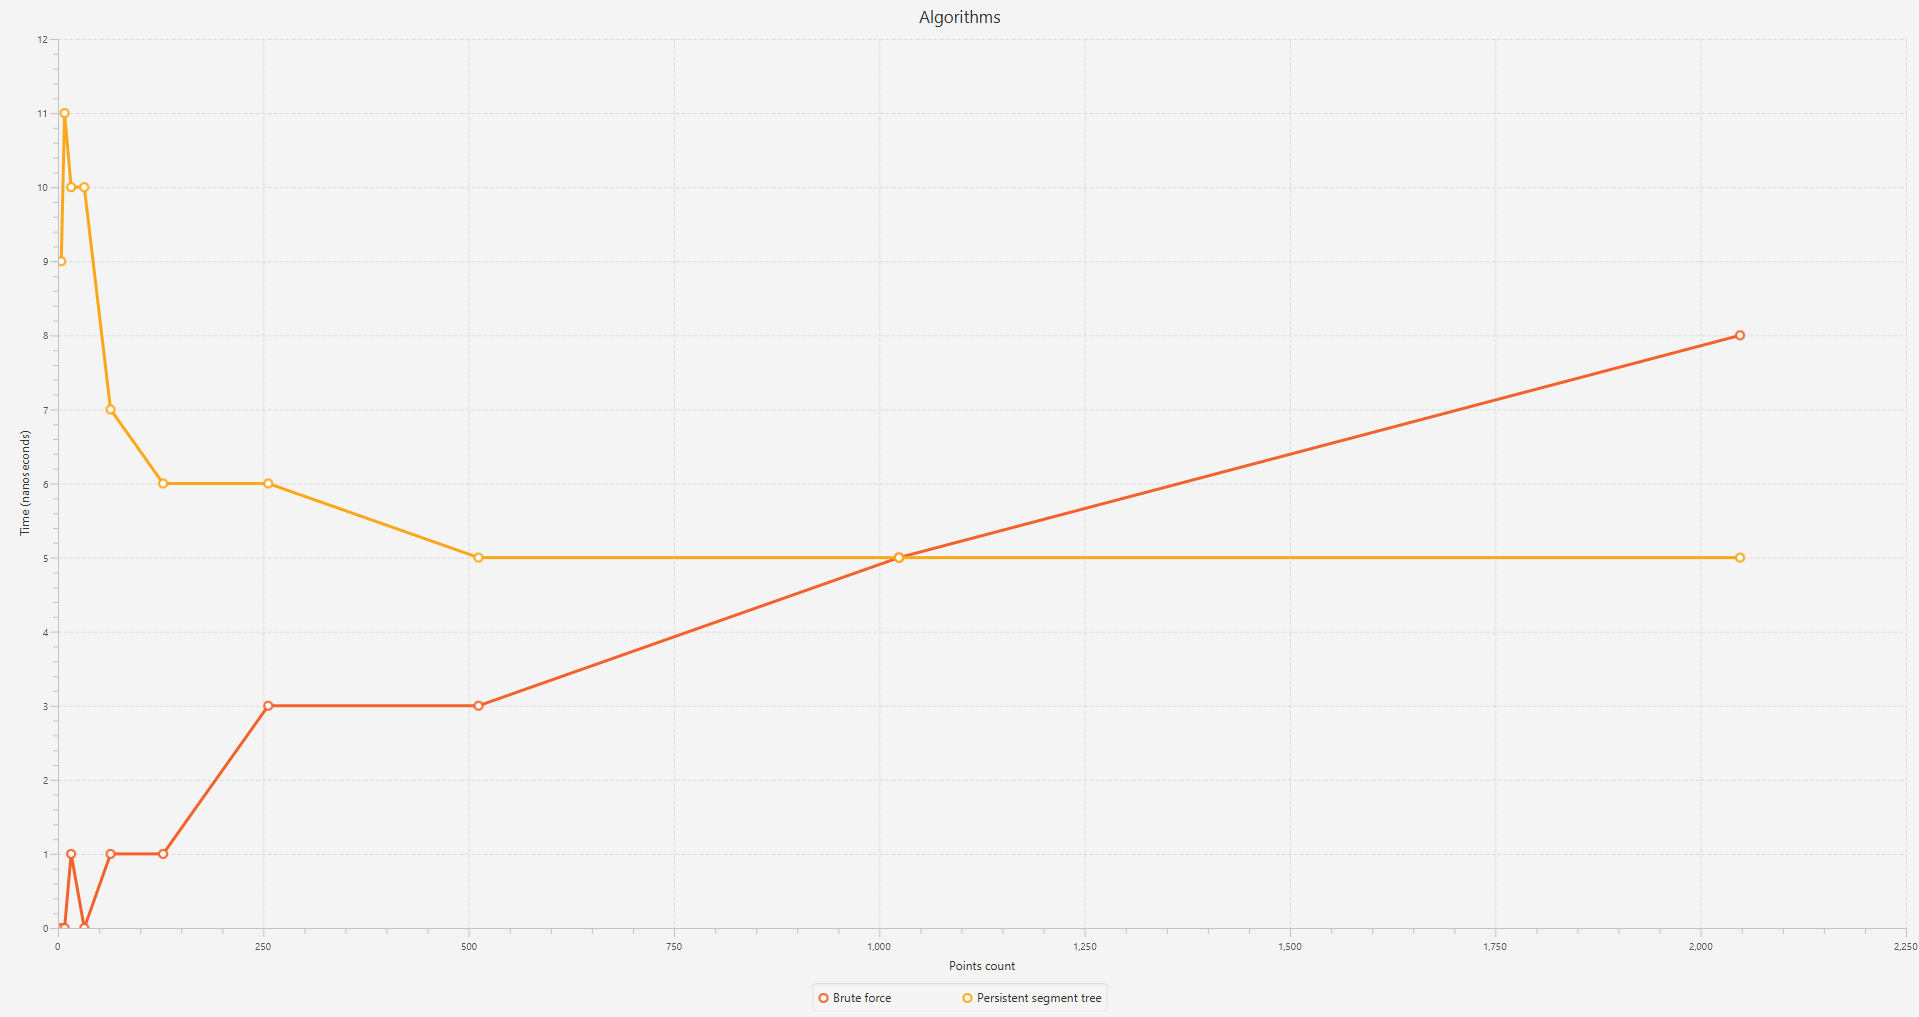 Algorithms
12
11
10
9
8
7
6
5
4
3
2
1
0
Time (nanoseconds)
0 250 500 750 1,000 1,250 1,500 1,750 2,000 2,250
Points count
Brute force Persistent segment tree